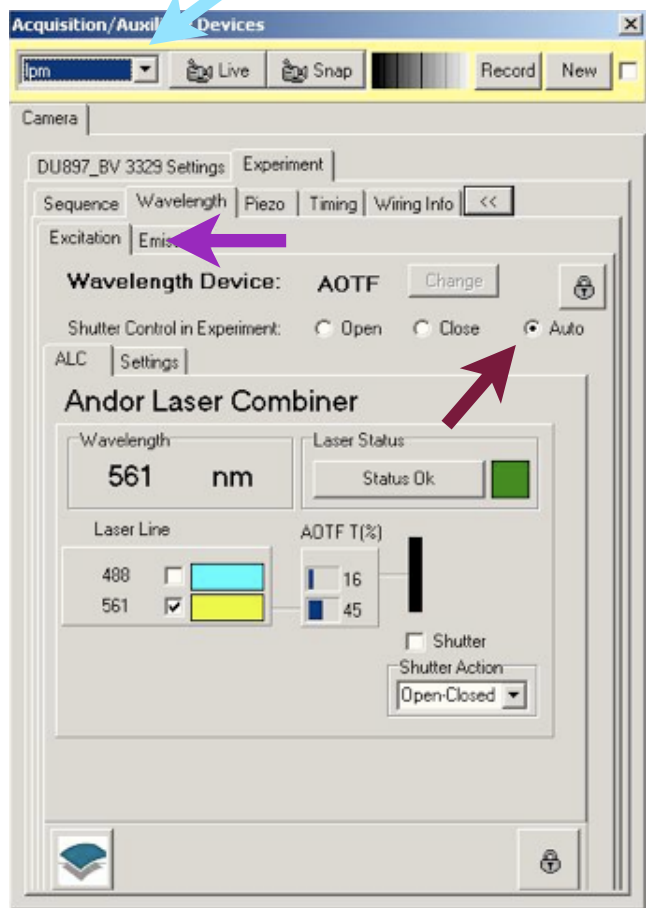 Acquisition/Auxil Devices
lpm Live Snap Record New
Camera
DU897_BV 3329 Settings Experiment
Sequence Wavelength Piezo Timing Wiring Info <<
Excitation Emis
Wavelength Device: AOTF Change
Shutter Control in Experiment: Open Close Auto
ALC Settings
Andor Laser Combiner
Wavelength Laser Status
561 nm Status Ok
Laser Line AOTF T(%)
488 16
561 45
Shutter
Shutter Action
Open-Closed